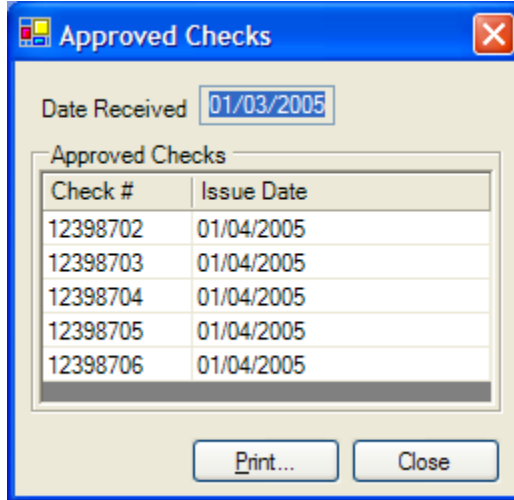 Approved Checks
Date Received 01/03/2005
Approved Checks
Check # Issue Date
12398702 01/04/2005
12398703 01/04/2005
12398704 01/04/2005
12398705 01/04/2005
12398706 01/04/2005
Print... Close